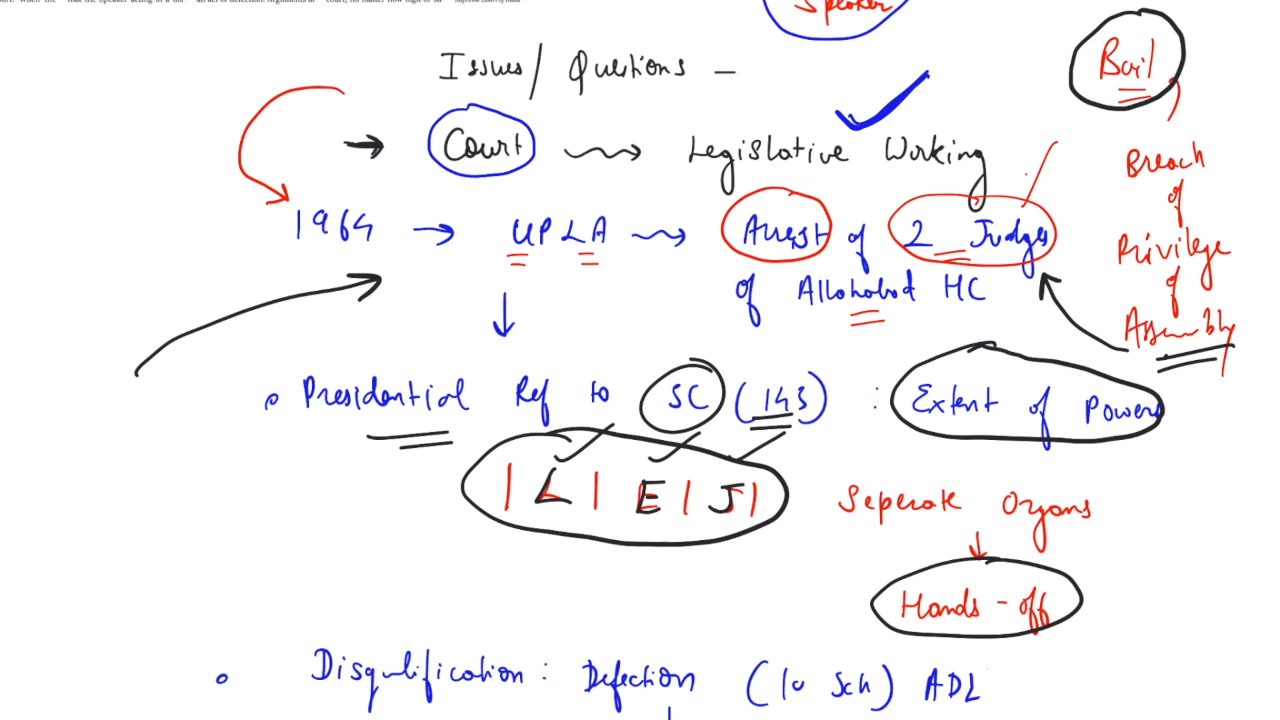 Speaker
Issues/ Questions –
Bail
→ Court Legislative Working
Breach
of
Privilege
of
Assembly
1964 → UPLA Arrest of 2 Judges
of Allahabad HC
Presidential Ref to SC (143) : Extent of Powers
| L | E | J |
Seperate Organs
Hands-off
Disqulification : Defection (10 Sch) ADL